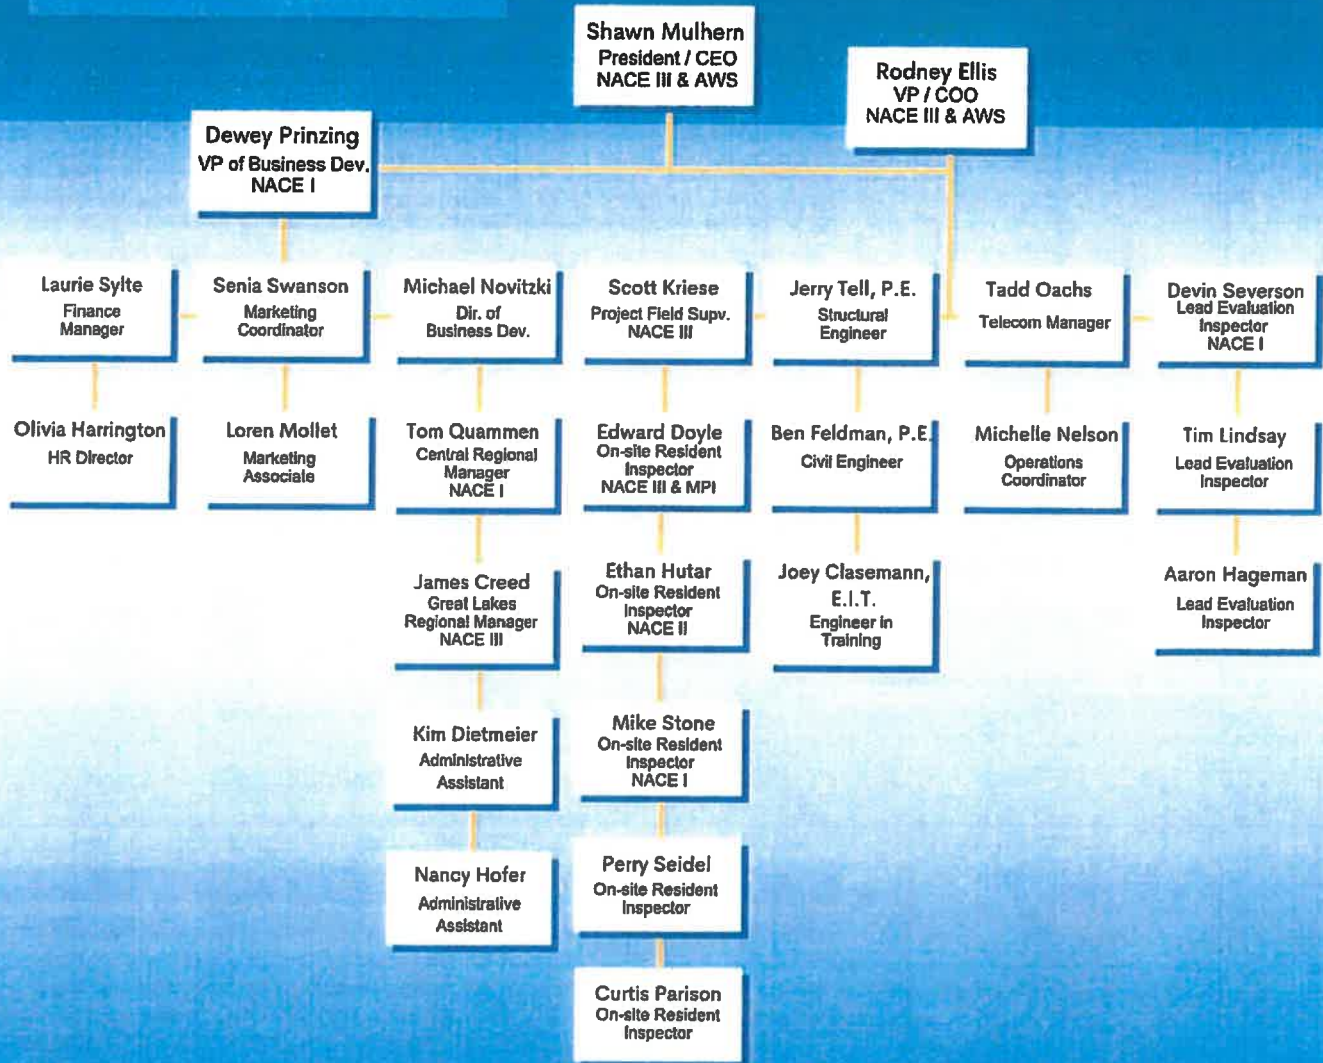 Shawn Mulhern
President / CEO
NACE III & AWS
Rodney Ellis
VP / COO
NACE III & AWS
Dewey Prinzing
VP of Business Dev.
NACE I
Laurie Sylte
Finance
Manager
Senia Swanson
Marketing
Coordinator
Michael Novitzki
Dir. of
Business Dev.
Scott Kriese
Project Field Supv.
NACE III
Jerry Tell, P.E.
Structural
Engineer
Tadd Oachs
Telecom Manager
Devin Severson
Lead Evaluation
Inspector
NACE I
Olivia Harrington
HR Director
Loren Mollet
Marketing
Associate
Tom Quammen
Central Regional
Manager
NACE I
Edward Doyle
On-site Resident
Inspector
NACE III & MPI
Ben Feldman, P.E.
Civil Engineer
Michelle Nelson
Operations
Coordinator
Tim Lindsay
Lead Evaluation
Inspector
James Creed
Great Lakes
Regional Manager
NACE III
Ethan Hutar
On-site Resident
Inspector
NACE II
Joey Clasemann,
E.I.T.
Engineer in
Training
Aaron Hageman
Lead Evaluation
Inspector
Kim Dietmeier
Administrative
Assistant
Mike Stone
On-site Resident
Inspector
NACE I
Nancy Hofer
Administrative
Assistant
Perry Seidel
On-site Resident
Inspector
Curtis Parison
On-site Resident
Inspector